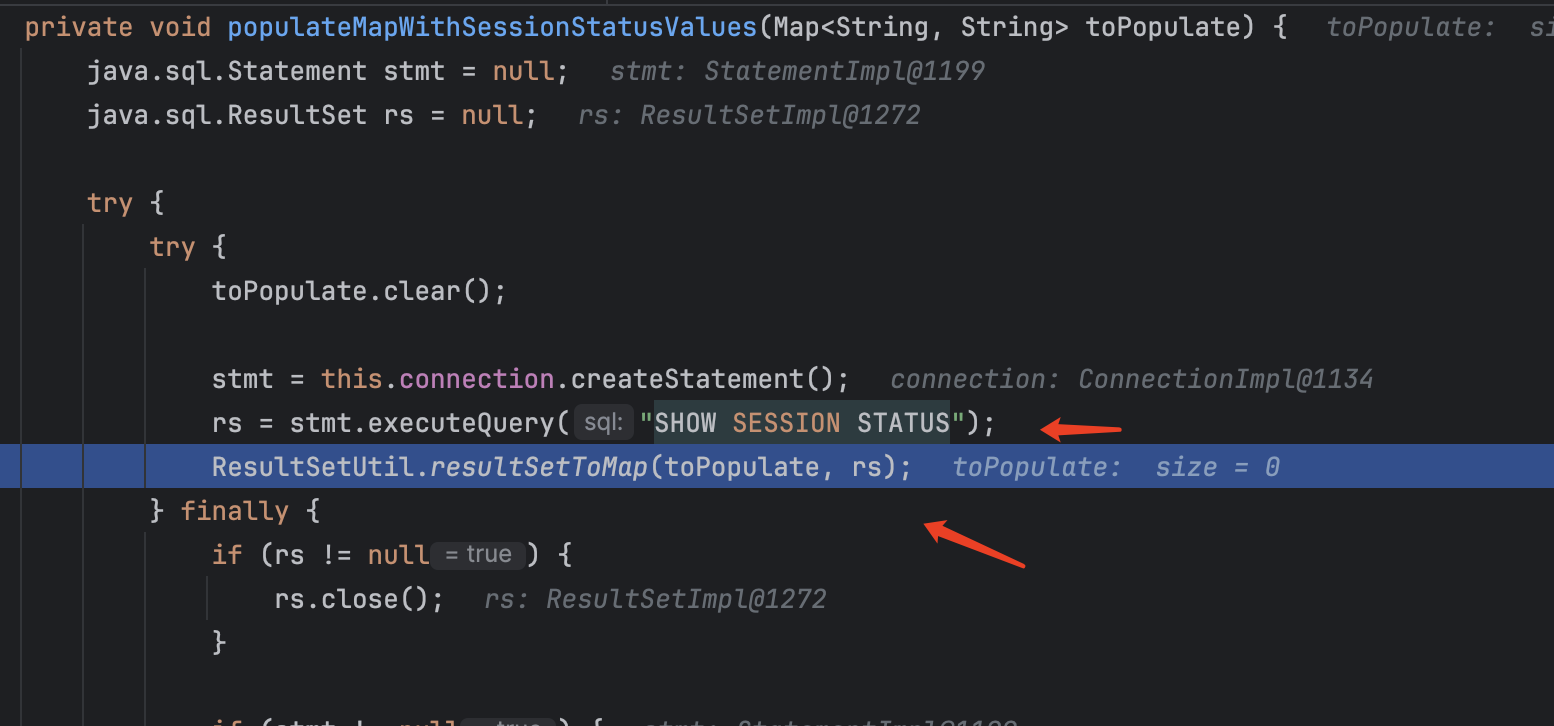 private void populateMapWithSessionStatusValues(Map<String, String> toPopulate) { toPopulate:
java.sql.Statement stmt = null; stmt: StatementImpl@1199
java.sql.ResultSet rs = null; rs: ResultSetImpl@1272
try {
try {
toPopulate.clear();
stmt = this.connection.createStatement(); connection: ConnectionImpl@1134
rs = stmt.executeQuery( sql: "SHOW SESSION STATUS");
ResultSetUtil.resultSetToMap(toPopulate, rs); toPopulate: size = 0
} finally {
if (rs != null = true ) {
rs.close(); rs: ResultSetImpl@1272
}